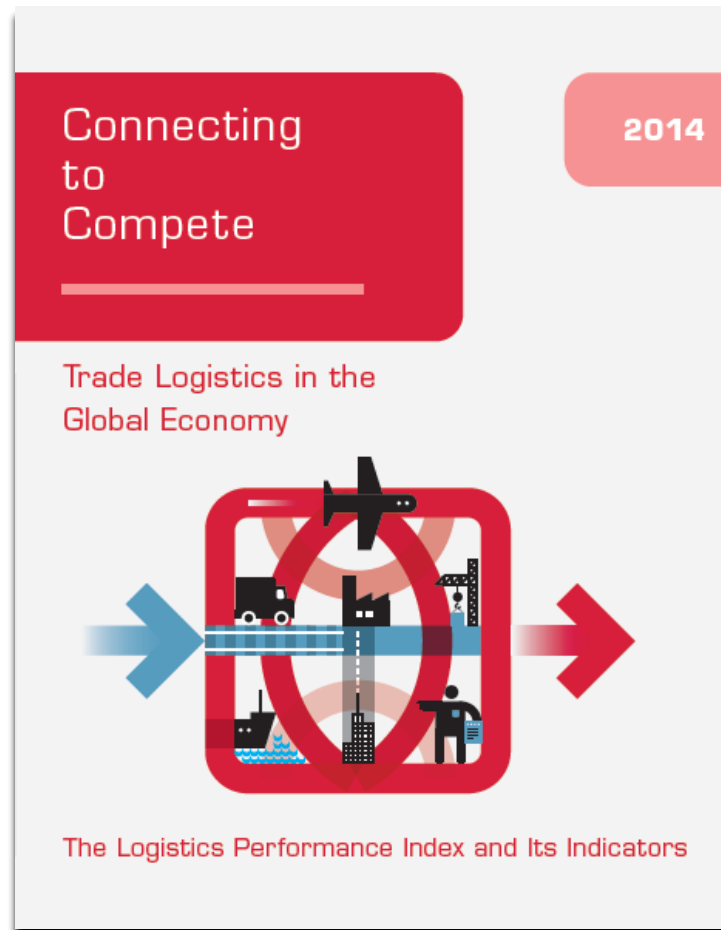 Connecting
to
Compete
2014
Trade Logistics in the
Global Economy
The Logistics Performance Index and Its Indicators